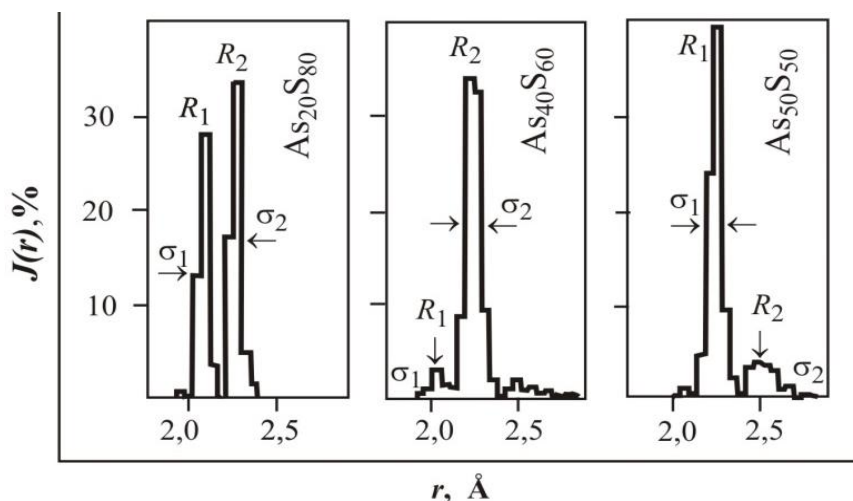 J(r),%
30
20
10
R₁
R₂
σ₁
σ₂
As₂₀S₈₀
2,0
2,5
R₂
R₁
σ₁
σ₂
As₄₀S₆₀
2,0
2,5
R₁
σ₁
R₂
σ₂
As₅₀S₅₀
2,0
2,5
r, Å